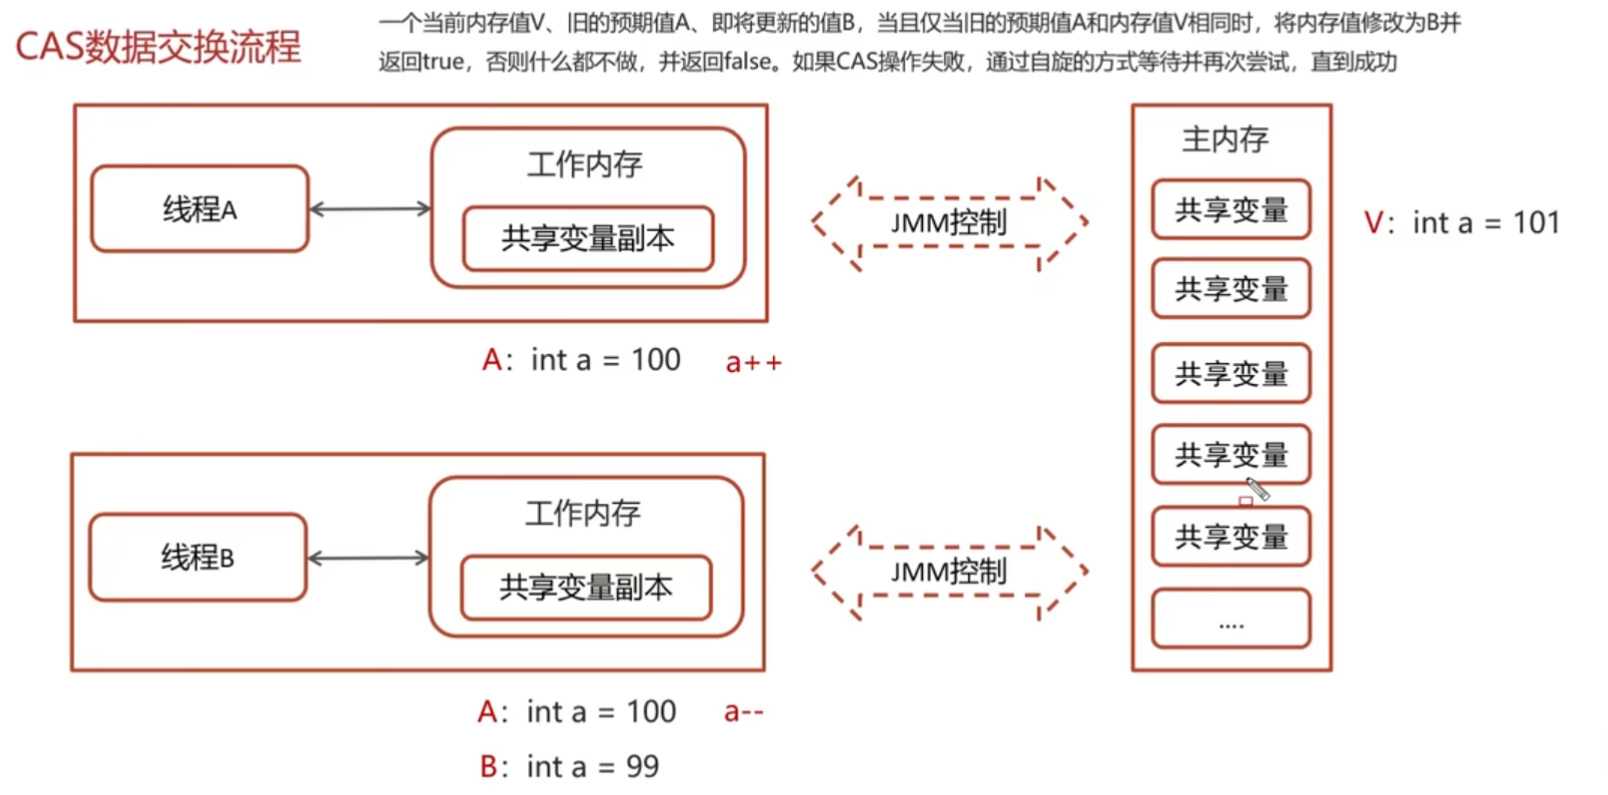 CAS数据交换流程
一个当前内存值V、旧的预期值A、即将更新的值B，当且仅当旧的预期值A和内存值V相同时，将内存值修改为B并
返回true，否则什么都不做，并返回false。如果CAS操作失败，通过自旋的方式等待并再次尝试，直到成功
线程A
工作内存
共享变量副本
JMM控制
A： int a = 100
a++
线程B
工作内存
共享变量副本
JMM控制
A： int a = 100
a--
B： int a = 99
主内存
共享变量
共享变量
共享变量
共享变量
共享变量
....
V： int a = 101